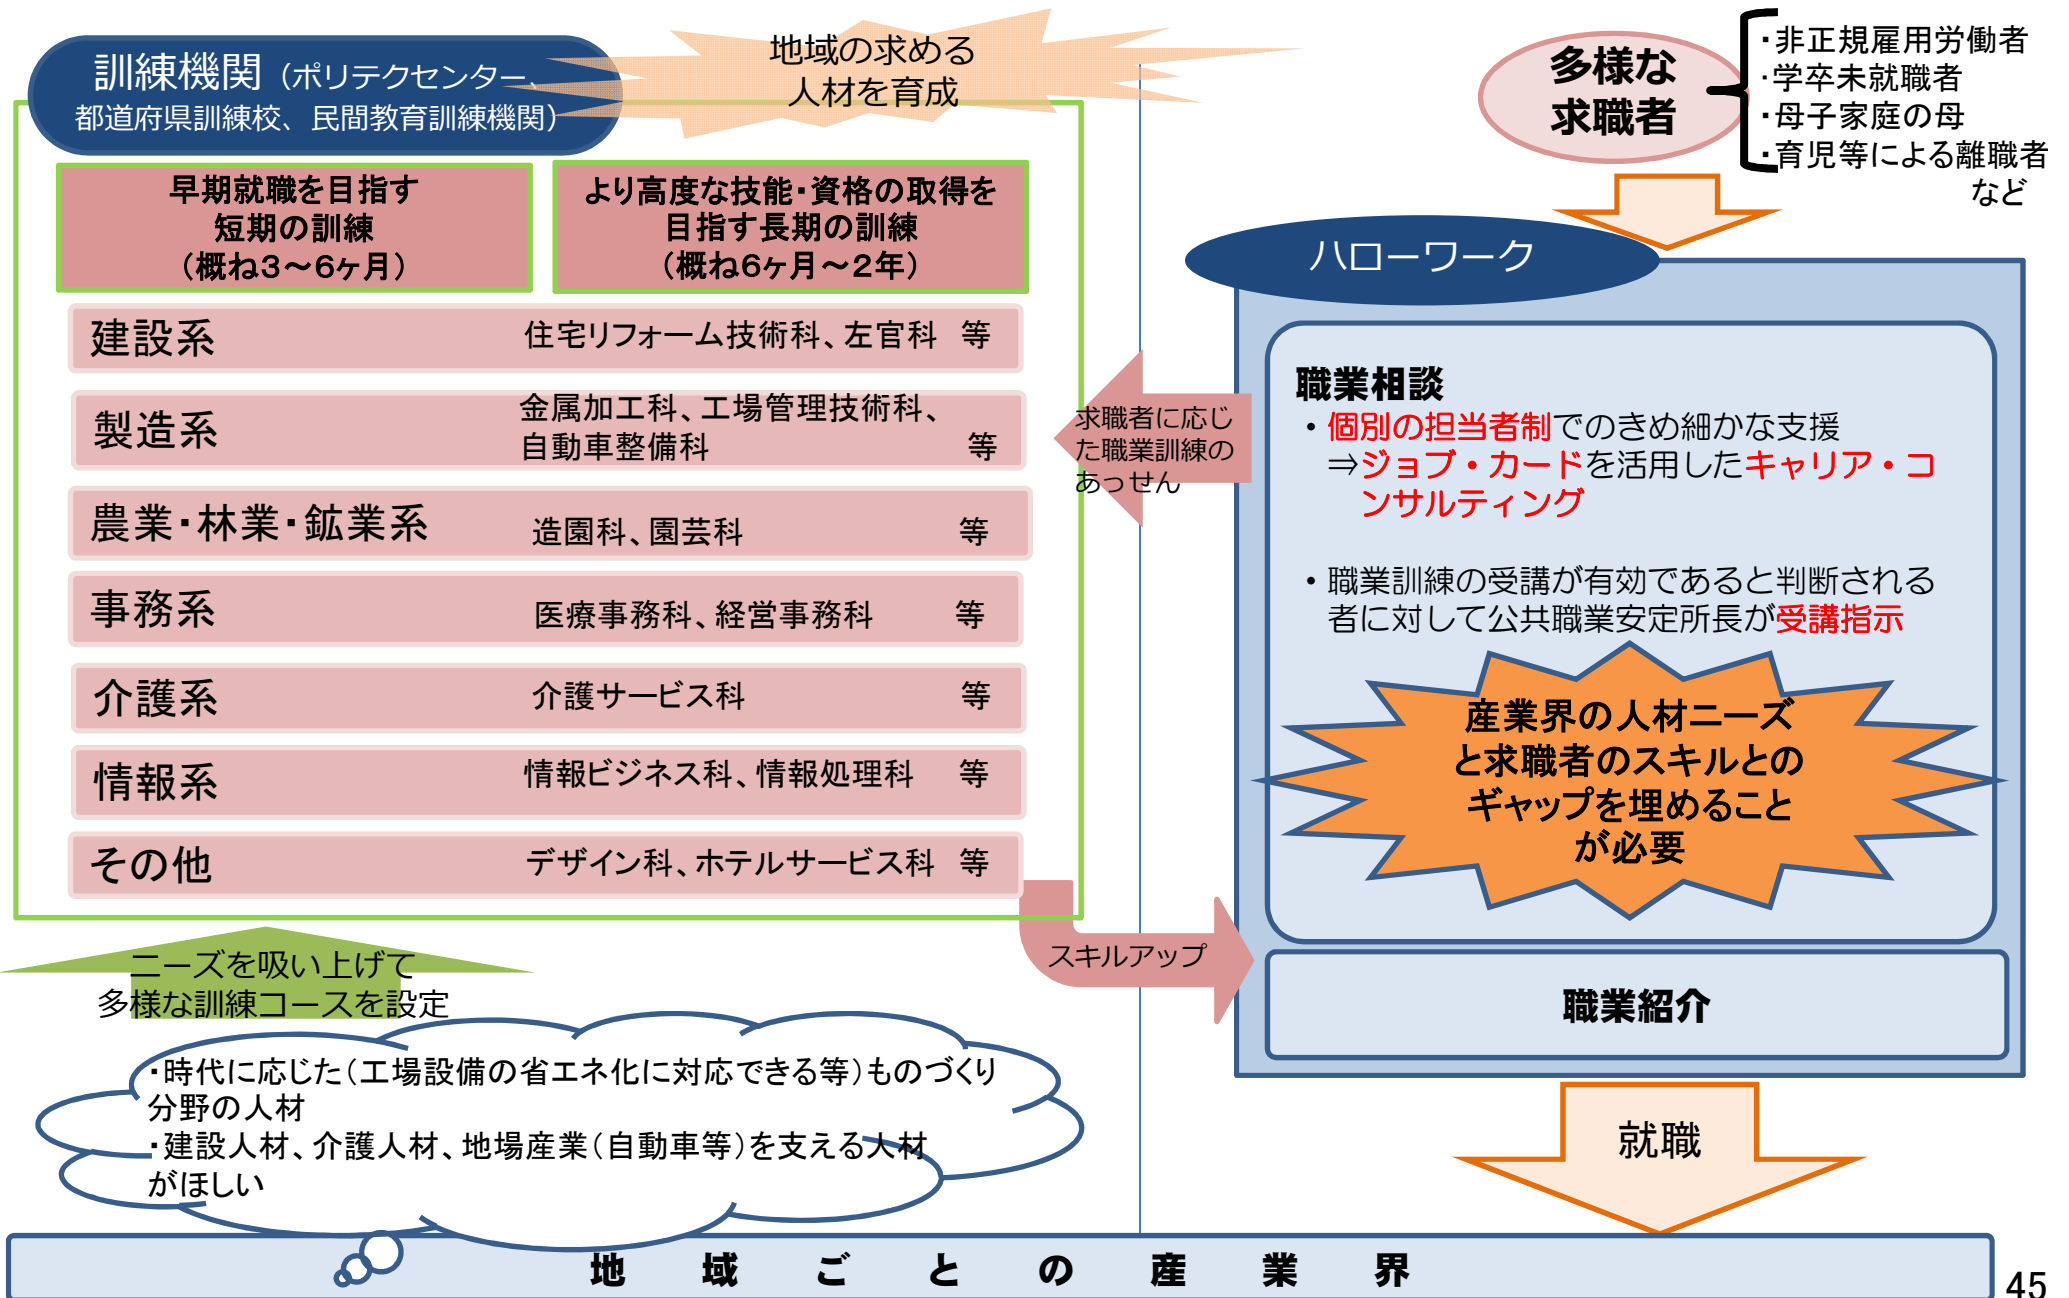 地域の求める
人材を育成
訓練機関（ポリテクセンター、
都道府県訓練校、民間教育訓練機関）
早期就職を目指す
短期の訓練
（概ね３～６ヶ月）
より高度な技能・資格の取得を
目指す長期の訓練
（概ね６ヶ月～２年）
建設系 住宅リフォーム技術科、左官科 等
製造系 金属加工科、工場管理技術科、
自動車整備科 等
農業・林業・鉱業系 造園科、園芸科 等
事務系 医療事務科、経営事務科 等
介護系 介護サービス科 等
情報系 情報ビジネス科、情報処理科 等
その他 デザイン科、ホテルサービス科 等
ニーズを吸い上げて
多様な訓練コースを設定
・時代に応じた（工場設備の省エネ化に対応できる等）ものづくり
分野の人材
・建設人材、介護人材、地場産業（自動車等）を支える人材
がほしい
求職者に応じ
た職業訓練の
あっせん
スキルアップ
多様な
求職者
・非正規雇用労働者
・学卒未就職者
・母子家庭の母
・育児等による離職者
など
ハローワーク
職業相談
・個別の担当者制でのきめ細かな支援
⇒ジョブ・カードを活用したキャリア・コ
ンサルティング
・職業訓練の受講が有効であると判断される
者に対して公共職業安定所長が受講指示
産業界の人材ニーズ
と求職者のスキルとの
ギャップを埋めること
が必要
職業紹介
就職
地域ごとの産業界
45